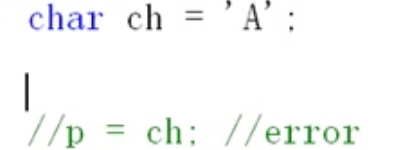 char ch = 'A';
//p = ch; //error